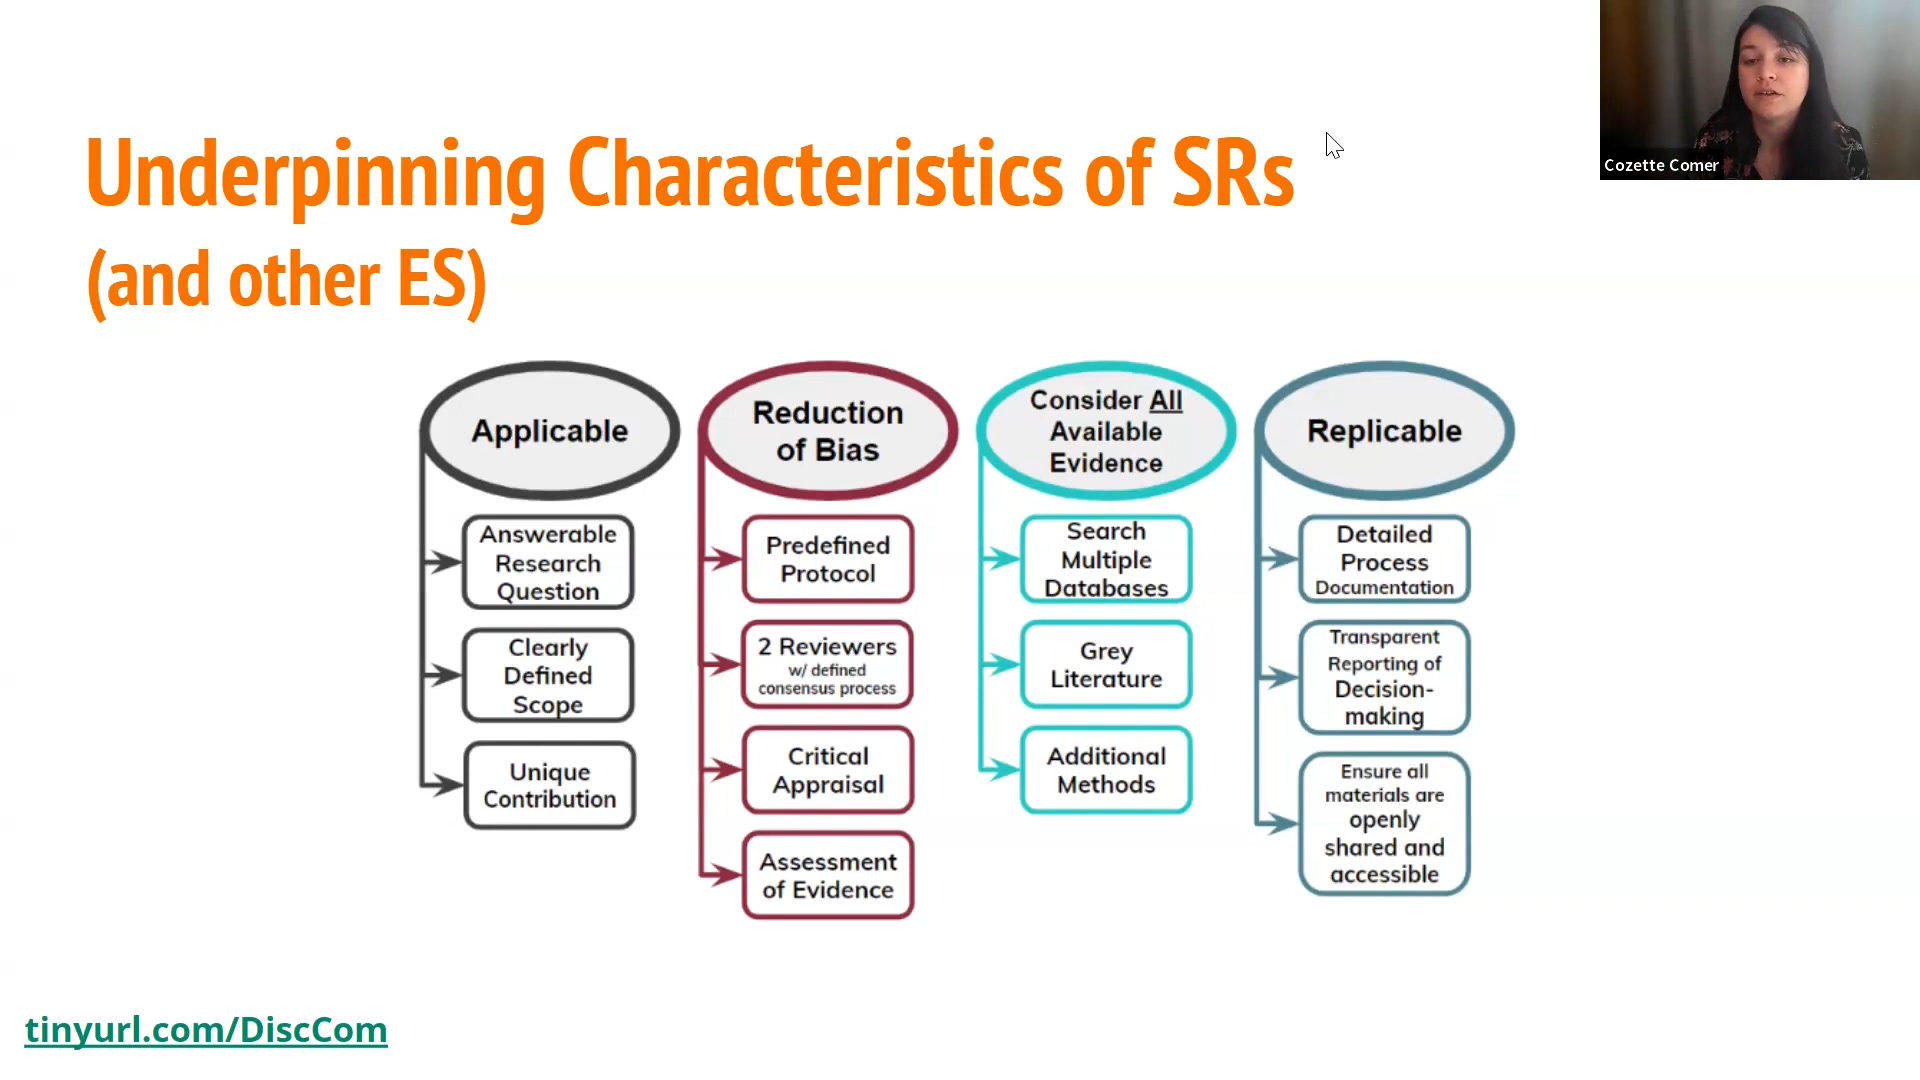 Cozette Comer
Underpinning Characteristics of SRs
(and other ES)
Applicable
Answerable
Research
Question
Clearly
Defined
Scope
Unique
Contribution
Reduction
of Bias
Predefined
Protocol
2 Reviewers
w/ defined
consensus process
Critical
Appraisal
Assessment
of Evidence
Consider All
Available
Evidence
Search
Multiple
Databases
Grey
Literature
Additional
Methods
Replicable
Detailed
Process
Documentation
Transparent
Reporting of
Decision-
making
Ensure all
materials are
openly
shared and
accessible
tinyurl.com/DiscCom